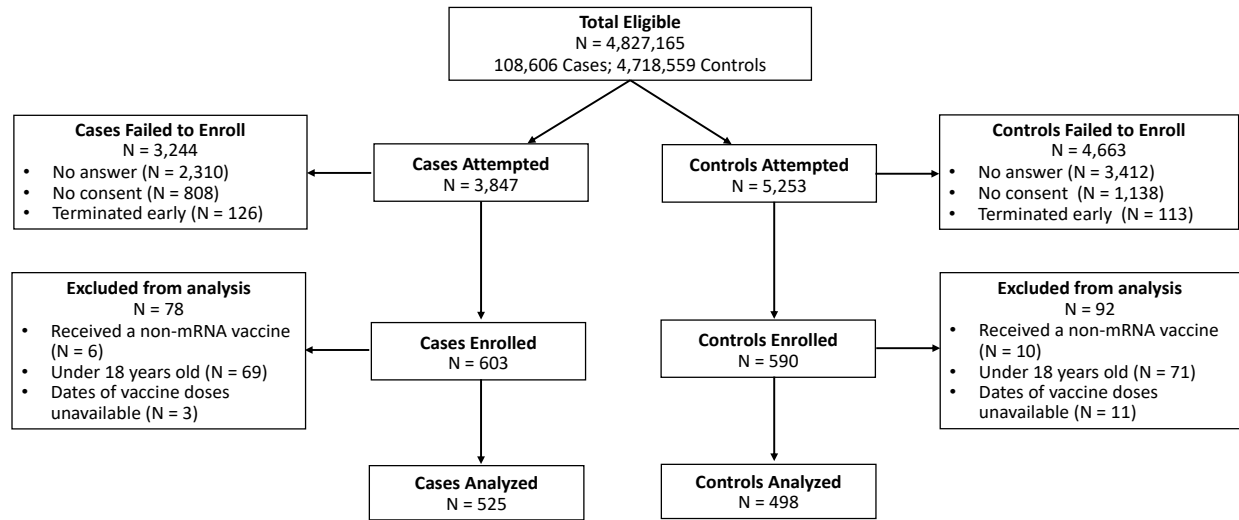 Total Eligible
N = 4,827,165
108,606 Cases; 4,718,559 Controls
Cases Failed to Enroll
N = 3,244
• No answer (N = 2,310)
• No consent (N = 808)
• Terminated early (N = 126)
Cases Attempted
N = 3,847
Controls Attempted
N = 5,253
Controls Failed to Enroll
N = 4,663
• No answer (N = 3,412)
• No consent (N = 1,138)
• Terminated early (N = 113)
Excluded from analysis
N = 78
• Received a non-mRNA vaccine
(N = 6)
• Under 18 years old (N = 69)
• Dates of vaccine doses
unavailable (N = 3)
Cases Enrolled
N = 603
Controls Enrolled
N = 590
Excluded from analysis
N = 92
• Received a non-mRNA vaccine
(N = 10)
• Under 18 years old (N = 71)
• Dates of vaccine doses
unavailable (N = 11)
Cases Analyzed
N = 525
Controls Analyzed
N = 498